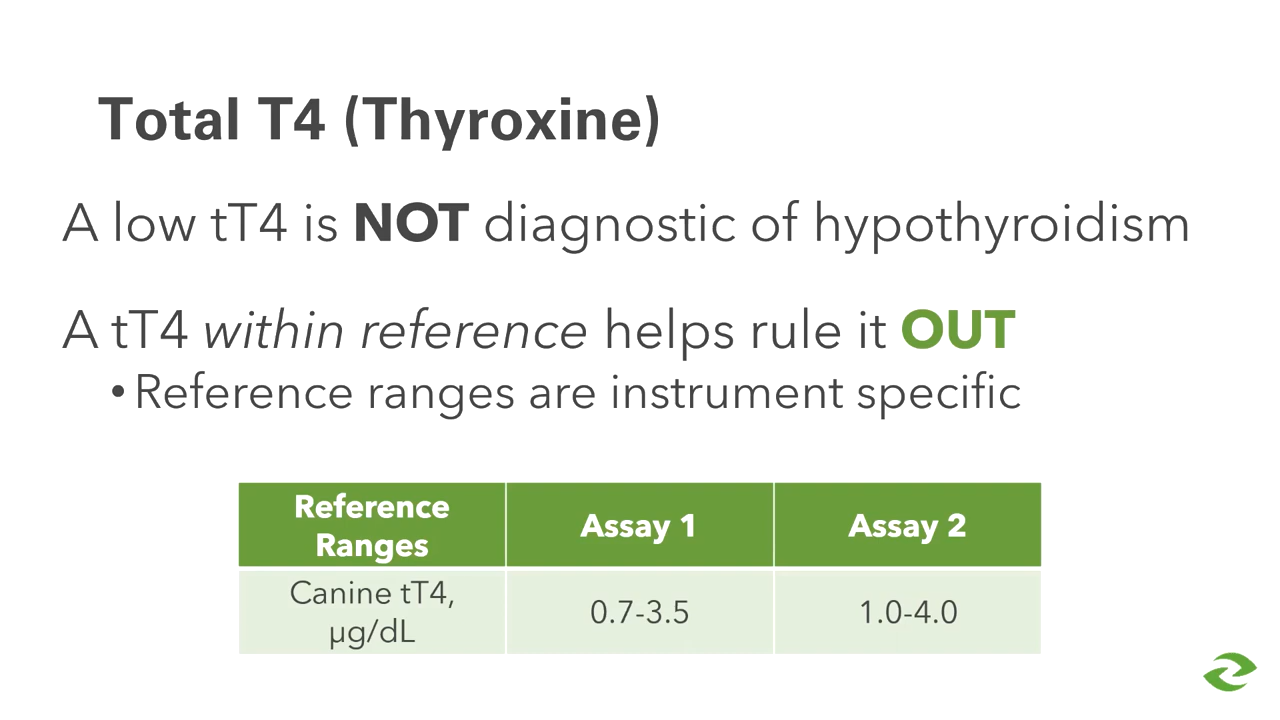 Total T4 (Thyroxine)
A low tT4 is NOT diagnostic of hypothyroidism
A tT4 within reference helps rule it OUT
•Reference ranges are instrument specific
Reference
Ranges
Assay 1
Assay 2
Canine tT4,
µg/dL
0.7-3.5
1.0-4.0